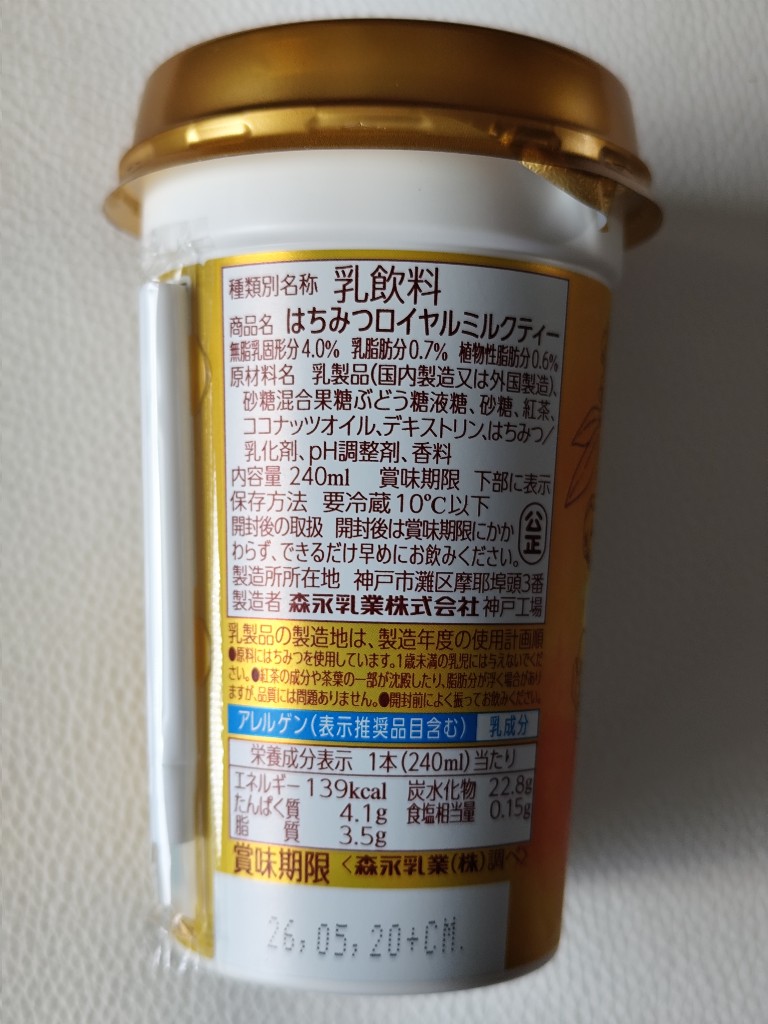 種類別名称 乳飲料
商品名 はちみつロイヤルミルクティー
無脂乳固形分4.0% 乳脂肪分0.7% 植物性脂肪分0.6%
原材料名 乳製品(国内製造又は外国製造)、
砂糖混合果糖ぶどう糖液糖、砂糖、紅茶、
ココナッツオイル、デキストリン、はちみつ/
乳化剤、pH調整剤、香料
内容量 240ml 賞味期限 下部に表示
保存方法 要冷蔵10℃以下
開封後の取扱 開封後は賞味期限にかか
わらず、できるだけ早めにお飲みください。
公正
製造所所在地 神戸市灘区摩耶埠頭3番
製造者 森永乳業株式会社 神戸工場
乳製品の製造地は、製造年度の使用計画順
●原料にはちみつを使用しています。1歳未満の乳児には与えないでくだ
さい。●紅茶の成分や茶葉の一部が沈殿したり、脂肪分が浮く場合があり
ますが、品質には問題ありません。●開封前によく振ってお飲みください。
アレルゲン(表示推奨品目含む) 乳成分
栄養成分表示 1本(240ml)当たり
エネルギー 139kcal 炭水化物 22.8g
たんぱく質 4.1g 食塩相当量 0.15g
脂質 3.5g
賞味期限 <森永乳業(株)調べ>
26.05.20+CM.